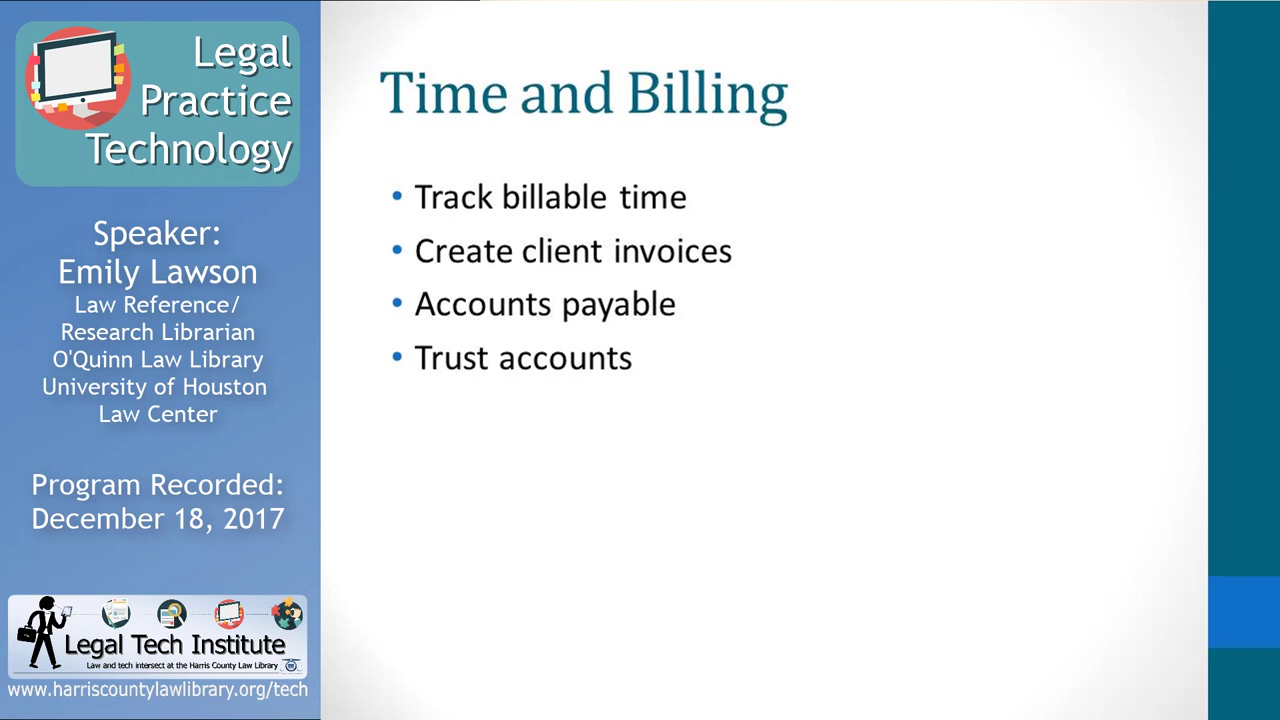 Legal
Practice
Technology
Speaker:
Emily Lawson
Law Reference/
Research Librarian
O'Quinn Law Library
University of Houston
Law Center
Program Recorded:
December 18, 2017
Legal Tech Institute
Law and tech intersect at the Harris County Law Library
www.harriscountylawlibrary.org/tech
Time and Billing
• Track billable time
• Create client invoices
• Accounts payable
• Trust accounts